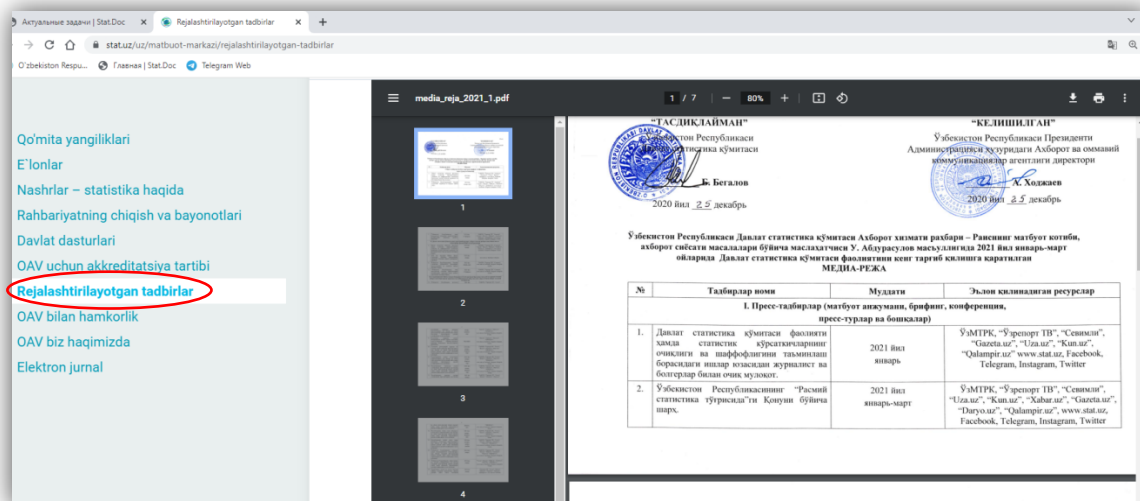 Актуальные задачи | Stat.Doc
Rejalashtirilayotgan tadbirlar
stat.uz/uz/matbuot-markazi/rejalashtirilayotgan-tadbirlar
O'zbekiston Respu...
Главная | Stat.Doc
Telegram Web
Qo'mita yangiliklari
E`lonlar
Nashrlar – statistika haqida
Rahbariyatning chiqish va bayonotlari
Davlat dasturlari
OAV uchun akkreditatsiya tartibi
Rejalashtirilayotgan tadbirlar
OAV bilan hamkorlik
OAV biz haqimizda
Elektron jurnal
media_reja_2021_1.pdf
1 / 7
80%
1
2
3
4
“ТАСДИҚЛАЙМАН”
Республикаси
қўмитаси
Б. Бегалов
2020 йил 25 декабрь
“КЕЛИШИЛГАН”
Ўзбекистон Республикаси Президенти
Администрацияси ҳузуридаги Ахборот ва оммавий
коммуникациялар агентлиги директори
А. Ходжаев
2020 йил 25 декабрь
Ўзбекистон Республикаси Давлат статистика қўмитаси Ахборот хизмати раҳбари – Раиснинг матбуот котиби,
ахборот сиёсати масалалари бўйича маслаҳатчиси У. Абдурасулов масъуллигида 2021 йил январь-март
ойларида Давлат статистика қўмитаси фаолиятини кенг тарғиб қилишга қаратилган
МЕДИА-РЕЖА
№ Тадбирлар номи Муддати Эълон қилинадиган ресурслар
I. Пресс-тадбирлар (матбуот анжумани, брифинг, конференция,
пресс-турлар ва бошқалар)
1. Давлат статистика қўмитаси фаолияти
ҳамда статистик кўрсаткичларнинг
очиқлиги ва шаффофлигини таъминлаш
борасидаги ишлар юзасидан журналист ва
болгерлар билан очиқ мулоқот.
2021 йил
январь
ЎзМТРК, “Ўзрепорт ТВ”, “Севимли”,
“Gazeta.uz”, “Uza.uz”, “Kun.uz”,
“Qalampir.uz” www.stat.uz, Facebook,
Telegram, Instagram, Twitter
2. Ўзбекистон Республикасининг “Расмий
статистика тўғрисида”ги Қонуни бўйича
шарҳ.
2021 йил
январь-март
ЎзМТРК, “Ўзрепорт ТВ”, “Севимли”,
“Uza.uz”, “Kun.uz”, “Xabar.uz”, “Gazeta.uz”,
“Daryo.uz”, “Qalampir.uz”, www.stat.uz,
Facebook, Telegram, Instagram, Twitter